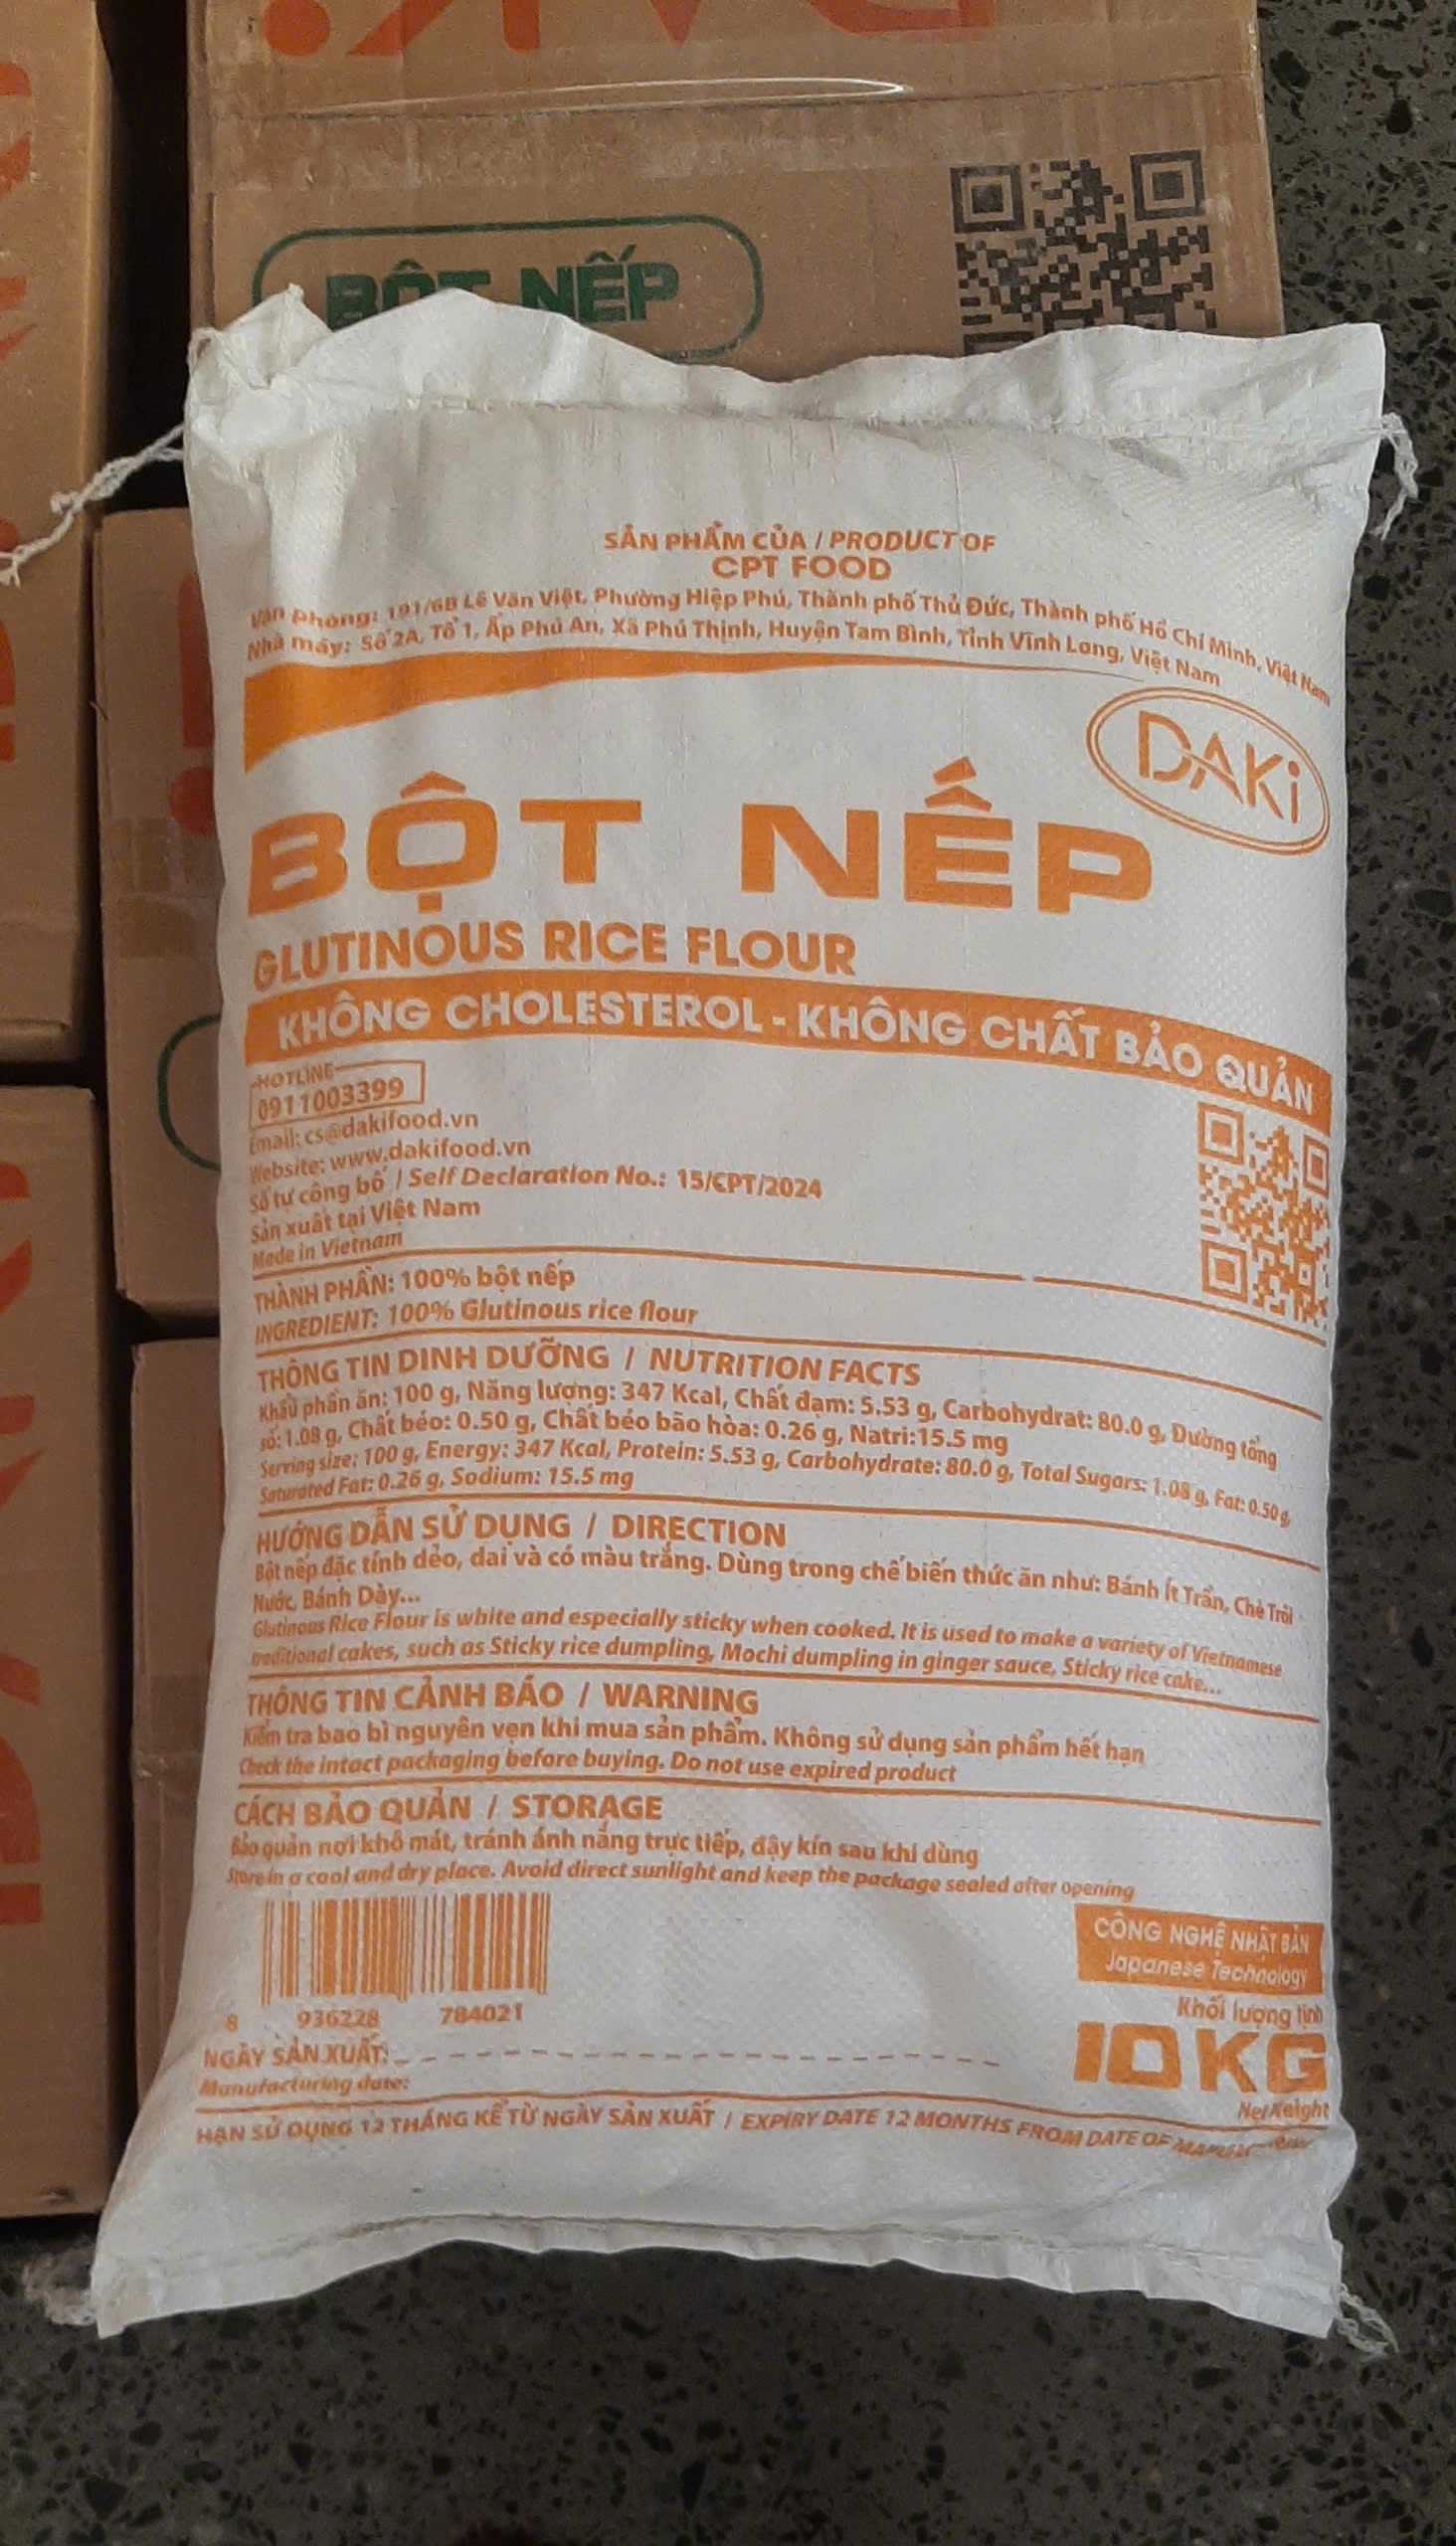 BỘT NẾP
SẢN PHẨM CỦA / PRODUCT OF
CPT FOOD
Văn phòng: 191/6B Lê Văn Việt, Phường Hiệp Phú, Thành phố Thủ Đức, Thành phố Hồ Chí Minh, Việt Nam
Nhà máy: Số 2A, Tổ 1, Ấp Phú An, Xã Phú Thịnh, Huyện Tam Bình, Tỉnh Vĩnh Long, Việt Nam
DAKi
BỘT NẾP
GLUTINOUS RICE FLOUR
KHÔNG CHOLESTEROL - KHÔNG CHẤT BẢO QUẢN
HOTLINE
0911003399
Email: cs@dakifood.vn
Website: www.dakifood.vn
Số tự công bố / Self Declaration No.: 15/CPT/2024
Sản xuất tại Việt Nam
Made in Vietnam
THÀNH PHẦN: 100% bột nếp
INGREDIENT: 100% Glutinous rice flour
THÔNG TIN DINH DƯỠNG / NUTRITION FACTS
Khẩu phần ăn: 100 g, Năng lượng: 347 Kcal, Chất đạm: 5.53 g, Carbohydrat: 80.0 g, Đường tổng
số: 1.08 g, Chất béo: 0.50 g, Chất béo bão hòa: 0.26 g, Natri:15.5 mg
Serving size: 100 g, Energy: 347 Kcal, Protein: 5.53 g, Carbohydrate: 80.0 g, Total Sugars: 1.08 g, Fat: 0.50 g,
Saturated Fat: 0.26 g, Sodium: 15.5 mg
HƯỚNG DẪN SỬ DỤNG / DIRECTION
Bột nếp đặc tính dẻo, dai và có màu trắng. Dùng trong chế biến thức ăn như: Bánh Ít Trần, Chè Trôi
Nước, Bánh Dày...
Glutinous Rice Flour is white and especially sticky when cooked. It is used to make a variety of Vietnamese
traditional cakes, such as Sticky rice dumpling, Mochi dumpling in ginger sauce, Sticky rice cake...
THÔNG TIN CẢNH BÁO / WARNING
Kiểm tra bao bì nguyên vẹn khi mua sản phẩm. Không sử dụng sản phẩm hết hạn
Check the intact packaging before buying. Do not use expired product
CÁCH BẢO QUẢN / STORAGE
Bảo quản nơi khô mát, tránh ánh nắng trực tiếp, đậy kín sau khi dùng
Store in a cool and dry place. Avoid direct sunlight and keep the package sealed after opening
8 936228 784021
CÔNG NGHỆ NHẬT BẢN
Japanese Technology
Khối lượng tịnh
10KG
Net Weight
NGÀY SẢN XUẤT:
Manufacturing date:
HẠN SỬ DỤNG 12 THÁNG KỂ TỪ NGÀY SẢN XUẤT / EXPIRY DATE 12 MONTHS FROM DATE OF